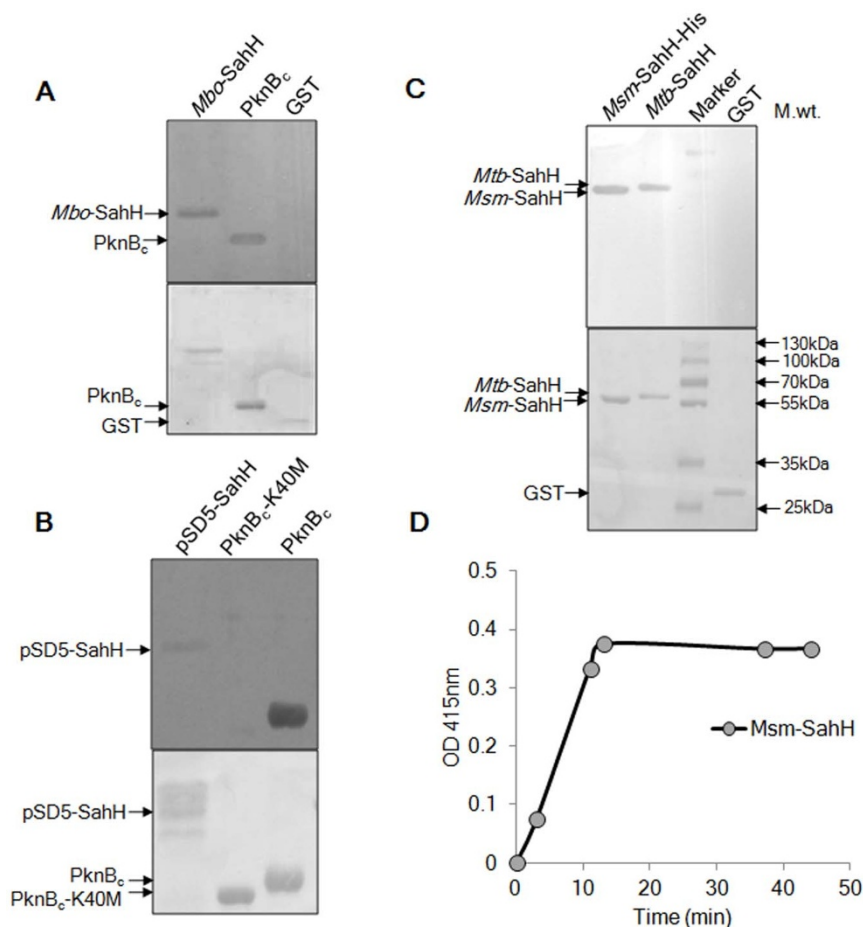 A
Mbo-SahH
PknBc
GST
Mbo-SahH
PknBc
PknBc
GST
B
pSD5-SahH
PknBc-K40M
PknBc
pSD5-SahH
pSD5-SahH
PknBc
PknBc-K40M
C
Msm-SahH-His
Mtb-SahH
Marker
GST
M.wt.
Mtb-SahH
Msm-SahH
Mtb-SahH
Msm-SahH
GST
130kDa
100kDa
70kDa
55kDa
35kDa
25kDa
D
OD 415nm
0.5
0.4
0.3
0.2
0.1
0
0 10 20 30 40 50
Time (min)
Msm-SahH